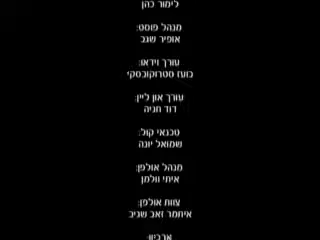 לימור כהן
מנהל פוסט:
אופיר שגב
עורך וידאו:
בועז סטרוקובסקי
עורך און ליין:
דוד חניה
טכנאי קול:
שמואל יונה
מנהל אולפן:
איתי וולמן
צוות אולפן:
איתמר זאב שגיב
ארכיון: